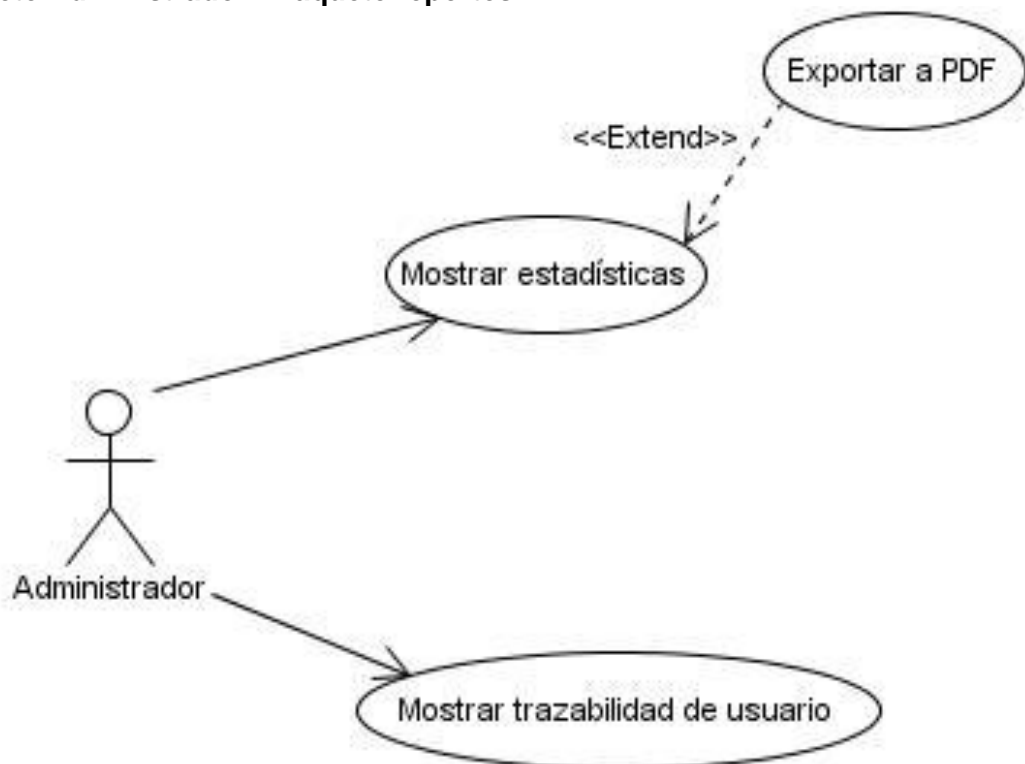 Exportar a PDF
<<Extend>>
Mostrar estadísticas
Administrador
Mostrar trazabilidad de usuario